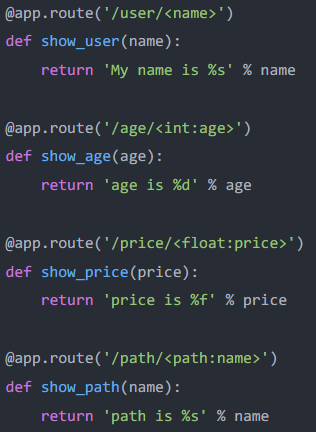 @app.route('/user/<name>')
def show_user(name):
    return 'My name is %s' % name

@app.route('/age/<int:age>')
def show_age(age):
    return 'age is %d' % age

@app.route('/price/<float:price>')
def show_price(price):
    return 'price is %f' % price

@app.route('/path/<path:name>')
def show_path(name):
    return 'path is %s' % name